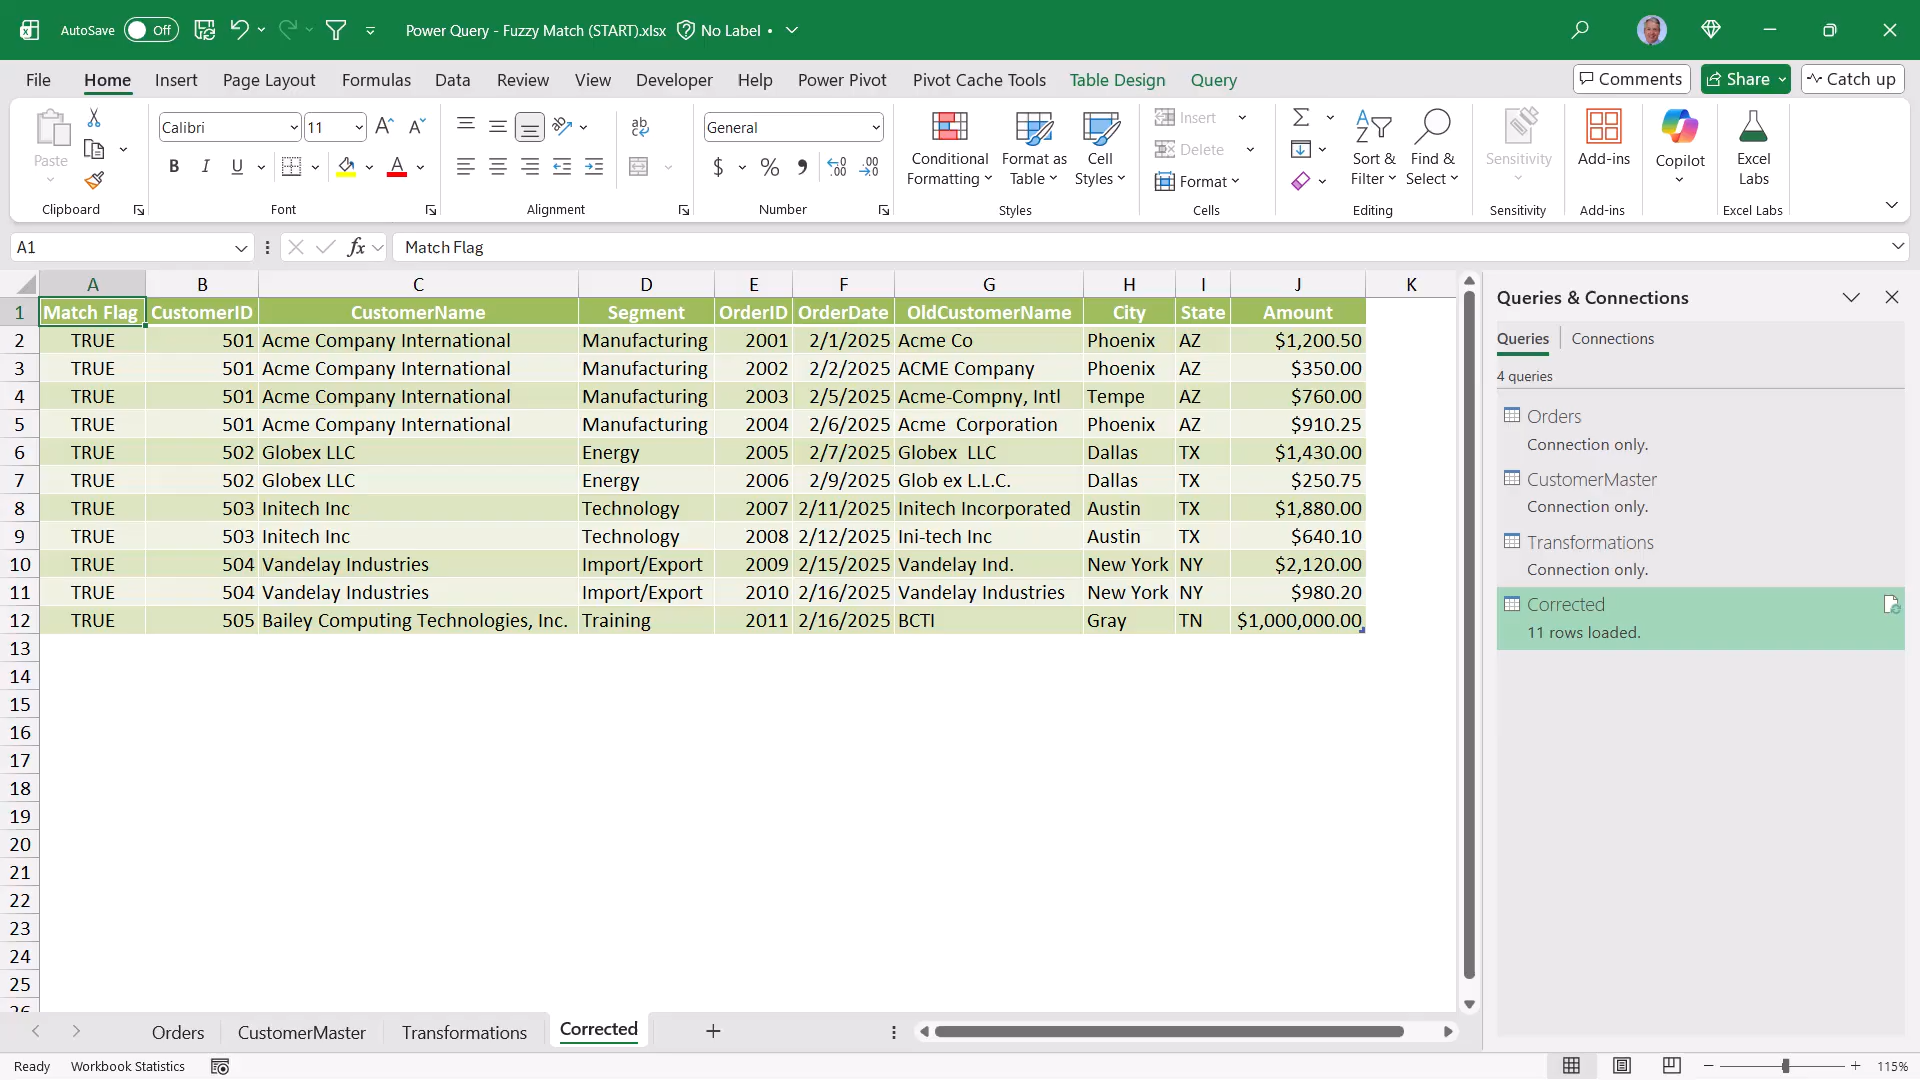 AutoSave Off Power Query - Fuzzy Match (START).xlsx No Label •
File Home Insert Page Layout Formulas Data Review View Developer Help Power Pivot Pivot Cache Tools Table Design Query Comments Share Catch up
Paste
Clipboard
Calibri 11
B I U
Font
ab
Alignment
General
$ % , .00 .00
Number
Conditional Formatting
Format as Table
Cell Styles
Styles
Insert
Delete
Format
Cells
Sort & Filter
Find & Select
Editing
Sensitivity
Sensitivity
Add-ins
Add-ins
Copilot
Excel Labs
Excel Labs
A1 fx Match Flag
A B C D E F G H I J K
1 Match Flag CustomerID CustomerName Segment OrderID OrderDate OldCustomerName City State Amount
2 TRUE 501 Acme Company International Manufacturing 2001 2/1/2025 Acme Co Phoenix AZ $1,200.50
3 TRUE 501 Acme Company International Manufacturing 2002 2/2/2025 ACME Company Phoenix AZ $350.00
4 TRUE 501 Acme Company International Manufacturing 2003 2/5/2025 Acme-Compny, Intl Tempe AZ $760.00
5 TRUE 501 Acme Company International Manufacturing 2004 2/6/2025 Acme  Corporation Phoenix AZ $910.25
6 TRUE 502 Globex LLC Energy 2005 2/7/2025 Globex  LLC Dallas TX $1,430.00
7 TRUE 502 Globex LLC Energy 2006 2/9/2025 Glob ex L.L.C. Dallas TX $250.75
8 TRUE 503 Initech Inc Technology 2007 2/11/2025 Initech Incorporated Austin TX $1,880.00
9 TRUE 503 Initech Inc Technology 2008 2/12/2025 Ini-tech Inc Austin TX $640.10
10 TRUE 504 Vandelay Industries Import/Export 2009 2/15/2025 Vandelay Ind. New York NY $2,120.00
11 TRUE 504 Vandelay Industries Import/Export 2010 2/16/2025 Vandelay Industries New York NY $980.20
12 TRUE 505 Bailey Computing Technologies, Inc. Training 2011 2/16/2025 BCTI Gray TN $1,000,000.00
13
14
15
16
17
18
19
20
21
22
23
24
25
26
Queries & Connections
Queries Connections
4 queries
Orders
Connection only.
CustomerMaster
Connection only.
Transformations
Connection only.
Corrected
11 rows loaded.
Orders CustomerMaster Transformations Corrected
Ready Workbook Statistics 115%